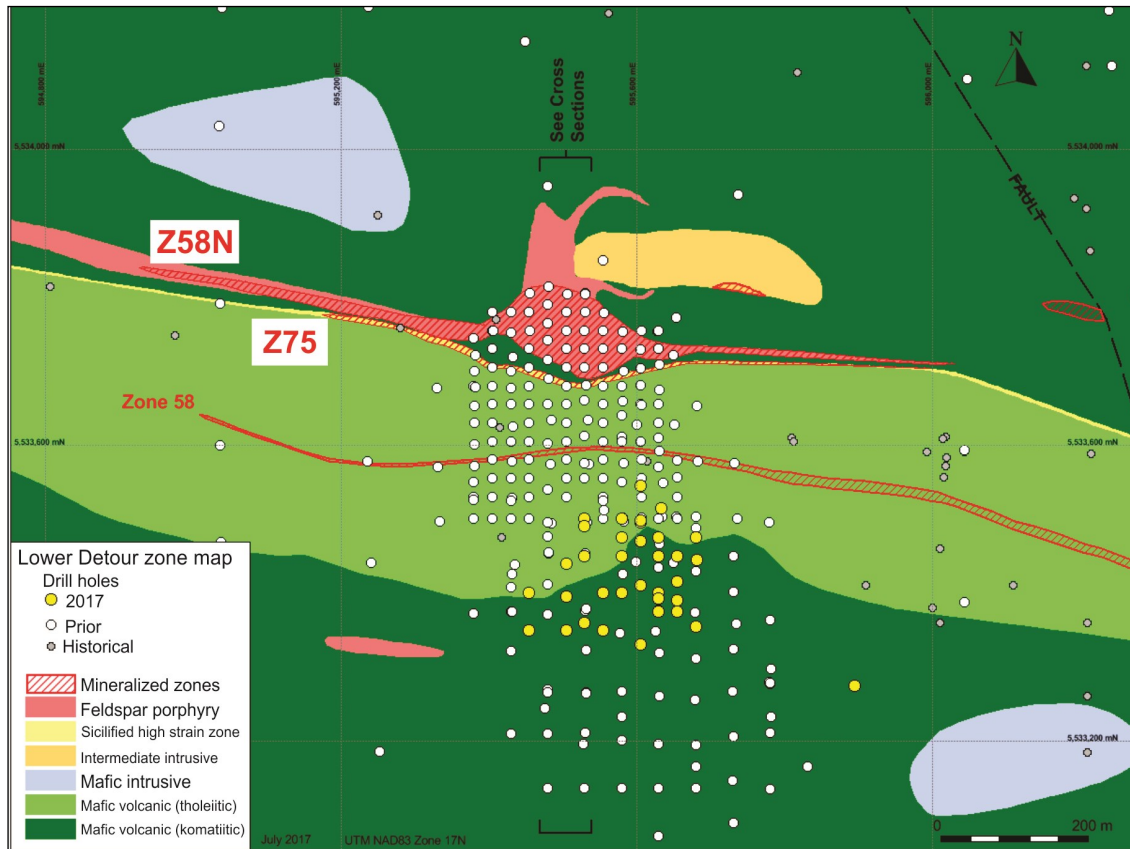 594,800 mE
595,200 mE
595,600 mE
596,000 mE
N
See Cross
Sections
5,534,000 mN
5,534,000 mN
FAULT
Z58N
Z75
Zone 58
5,533,600 mN
5,533,600 mN
Lower Detour zone map
Drill holes
2017
Prior
Historical
Mineralized zones
Feldspar porphyry
Sicilified high strain zone
Intermediate intrusive
Mafic intrusive
Mafic volcanic (tholeiitic)
Mafic volcanic (komatiitic)
5,533,200 mN
July 2017
UTM NAD83 Zone 17N
0
200 m